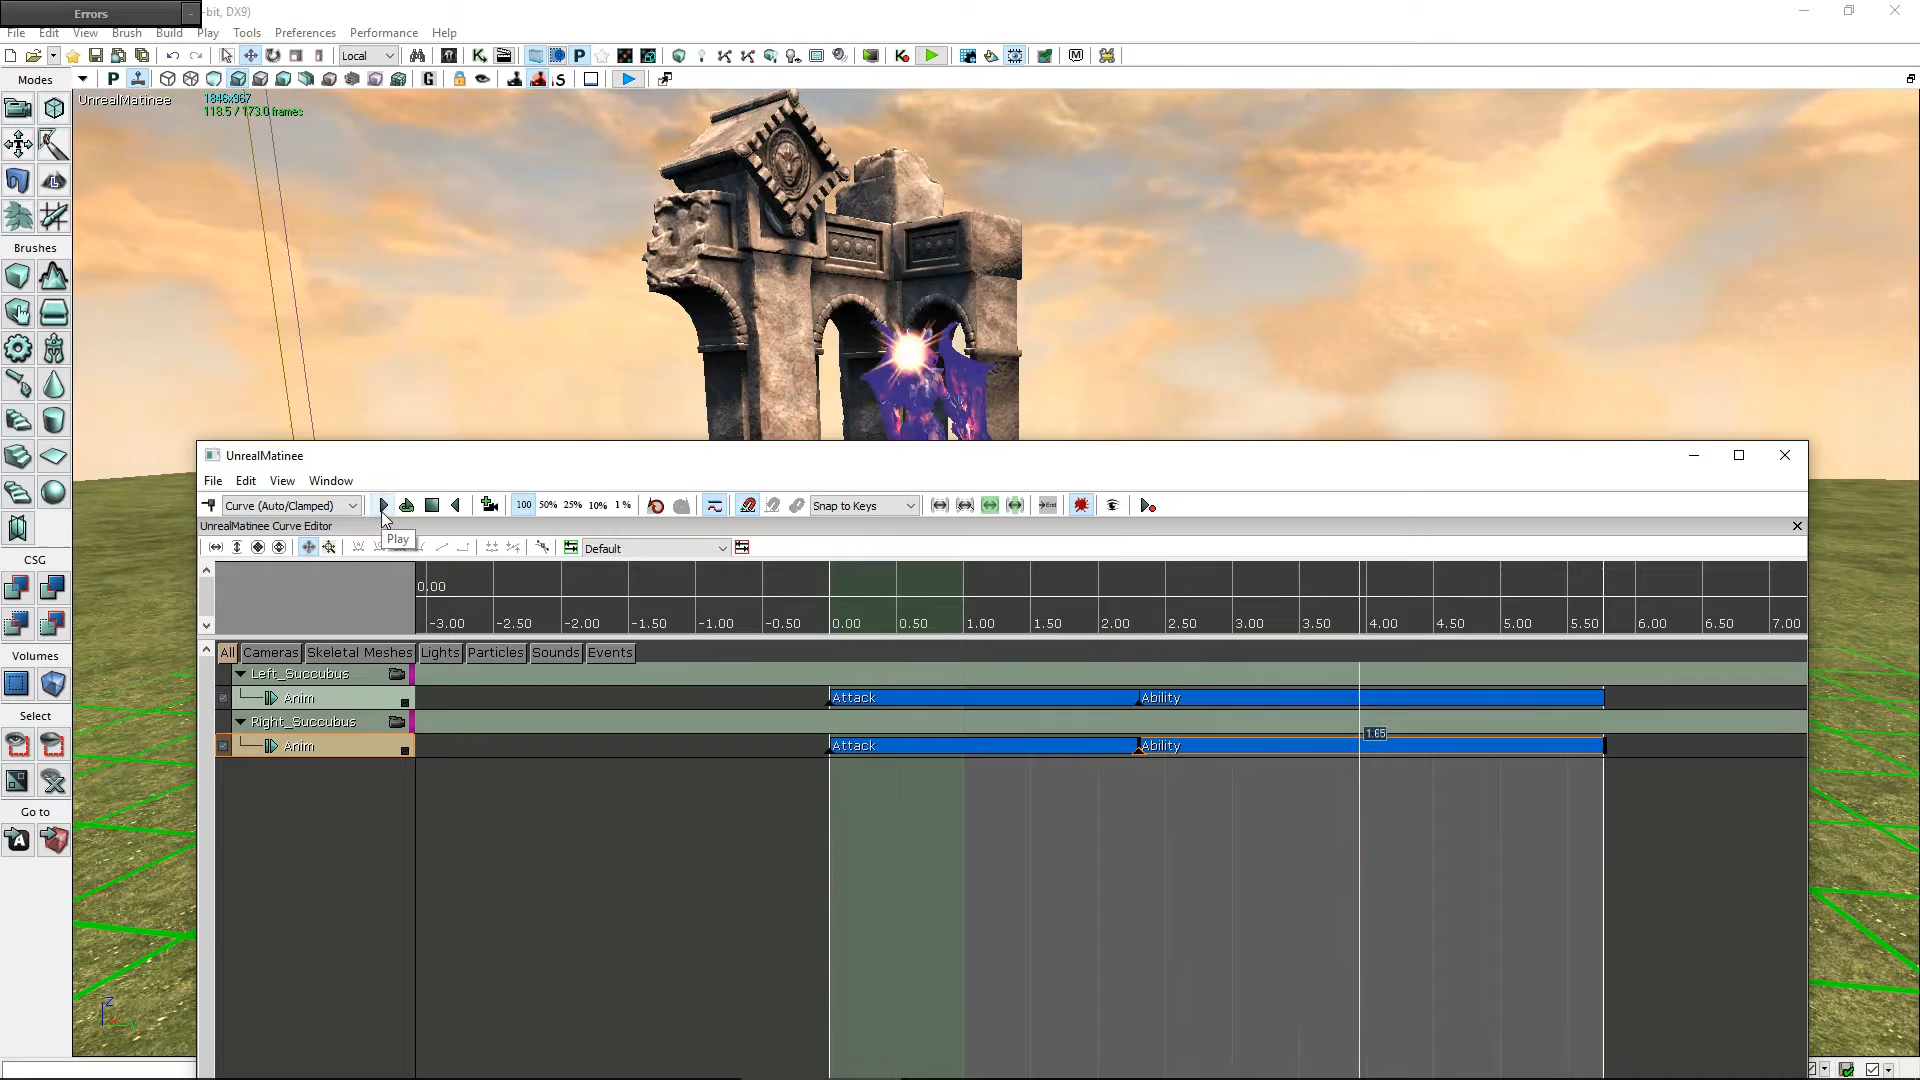 Errors
-bit, DX9)
File Edit View Brush Build Play Tools Preferences Performance Help
Local
Modes
UnrealMatinee
1846x967
118.5 / 173.0 frames
Brushes
CSG
Volumes
Select
Go to
UnrealMatinee
File Edit View Window
Curve (Auto/Clamped) 100 50% 25% 10% 1 % Snap to Keys
UnrealMatinee Curve Editor
Play
Default
0.00
-3.00 -2.50 -2.00 -1.50 -1.00 -0.50 0.00 0.50 1.00 1.50 2.00 2.50 3.00 3.50 4.00 4.50 5.00 5.50 6.00 6.50 7.00
All Cameras Skeletal Meshes Lights Particles Sounds Events
Left_Succubus
Anim Attack Ability
Right_Succubus
1.65
Anim Attack Ability